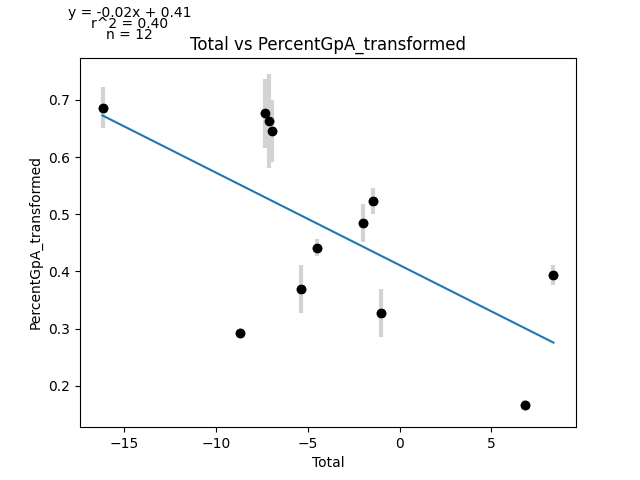 y = -0.02x + 0.41
r^2 = 0.40
n = 12
Total vs PercentGpA_transformed
PercentGpA_transformed
0.7
0.6
0.5
0.4
0.3
0.2
−15
−10
−5
0
5
Total